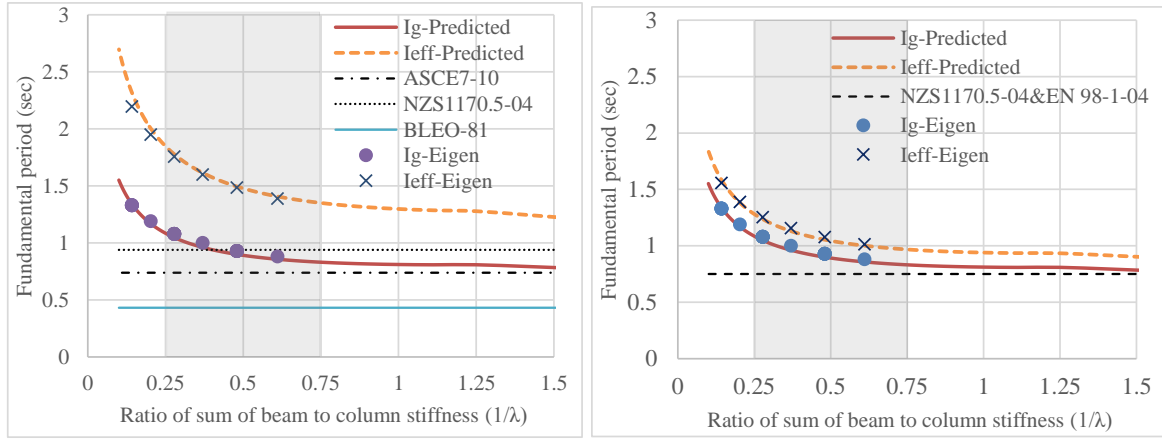 3
2.5
2
1.5
1
0.5
0
Fundamental period (sec)
Ig-Predicted
Ieff-Predicted
ASCE7-10
NZS1170.5-04
BLEO-81
Ig-Eigen
Ieff-Eigen
0 0.25 0.5 0.75 1 1.25 1.5
Ratio of sum of beam to column stiffness (1/λ)
3
2.5
2
1.5
1
0.5
0
Fundamental period (sec)
Ig-Predicted
Ieff-Predicted
NZS1170.5-04&EN 98-1-04
Ig-Eigen
Ieff-Eigen
0 0.25 0.5 0.75 1 1.25 1.5
Ratio of sum of beam to column stiffness (1/λ)